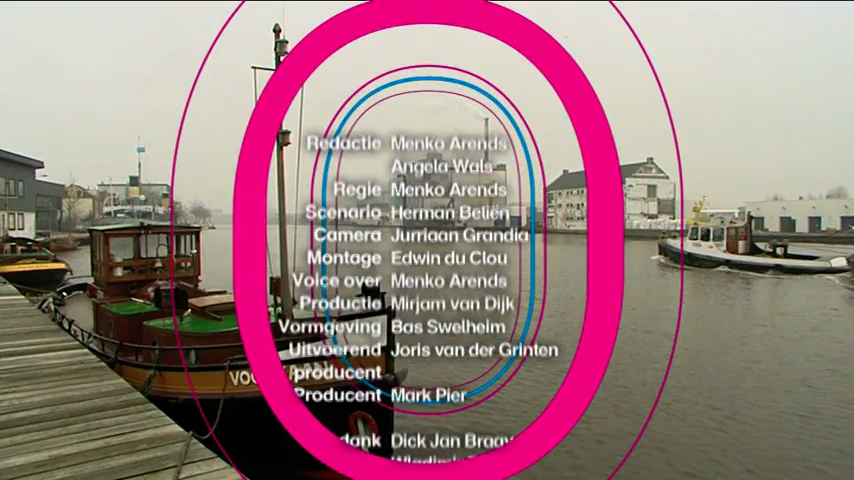 Redactie Menko Arends
Angela Wals
Regie Menko Arends
Scenario Herman Beliën
Camera Jurriaan Grandia
Montage Edwin du Clou
Voice over Menko Arends
Productie Mirjam van Dijk
Vormgeving Bas Swelheim
Uitvoerend Joris van der Grinten
producent
Producent Mark Pier
dank Dick Jan Braay